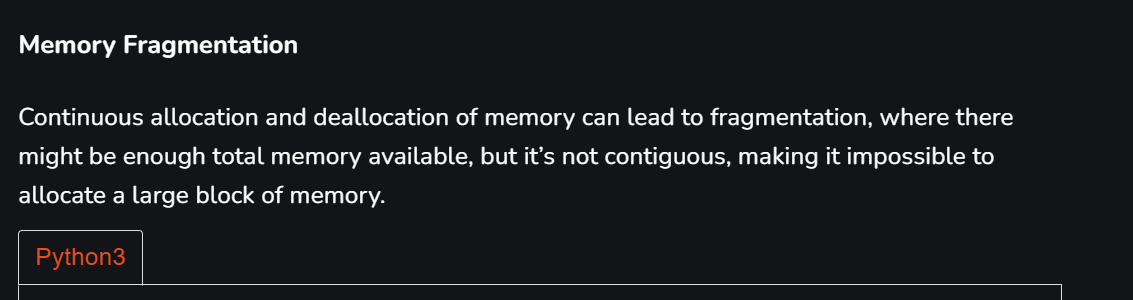 Memory Fragmentation
Continuous allocation and deallocation of memory can lead to fragmentation, where there
might be enough total memory available, but it’s not contiguous, making it impossible to
allocate a large block of memory.
Python3